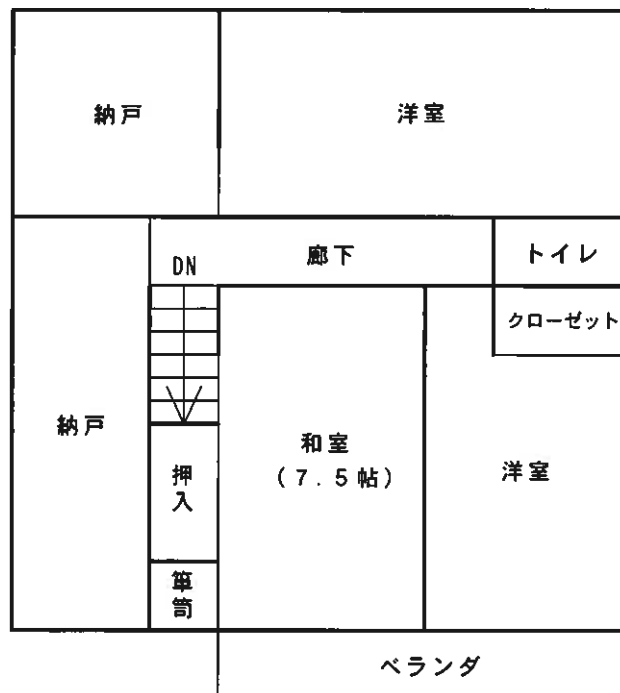 納戸
洋室
廊下
トイレ
DN
クローゼット
納戸
和室
(7.5帖)
洋室
押入
箪笥
ベランダ